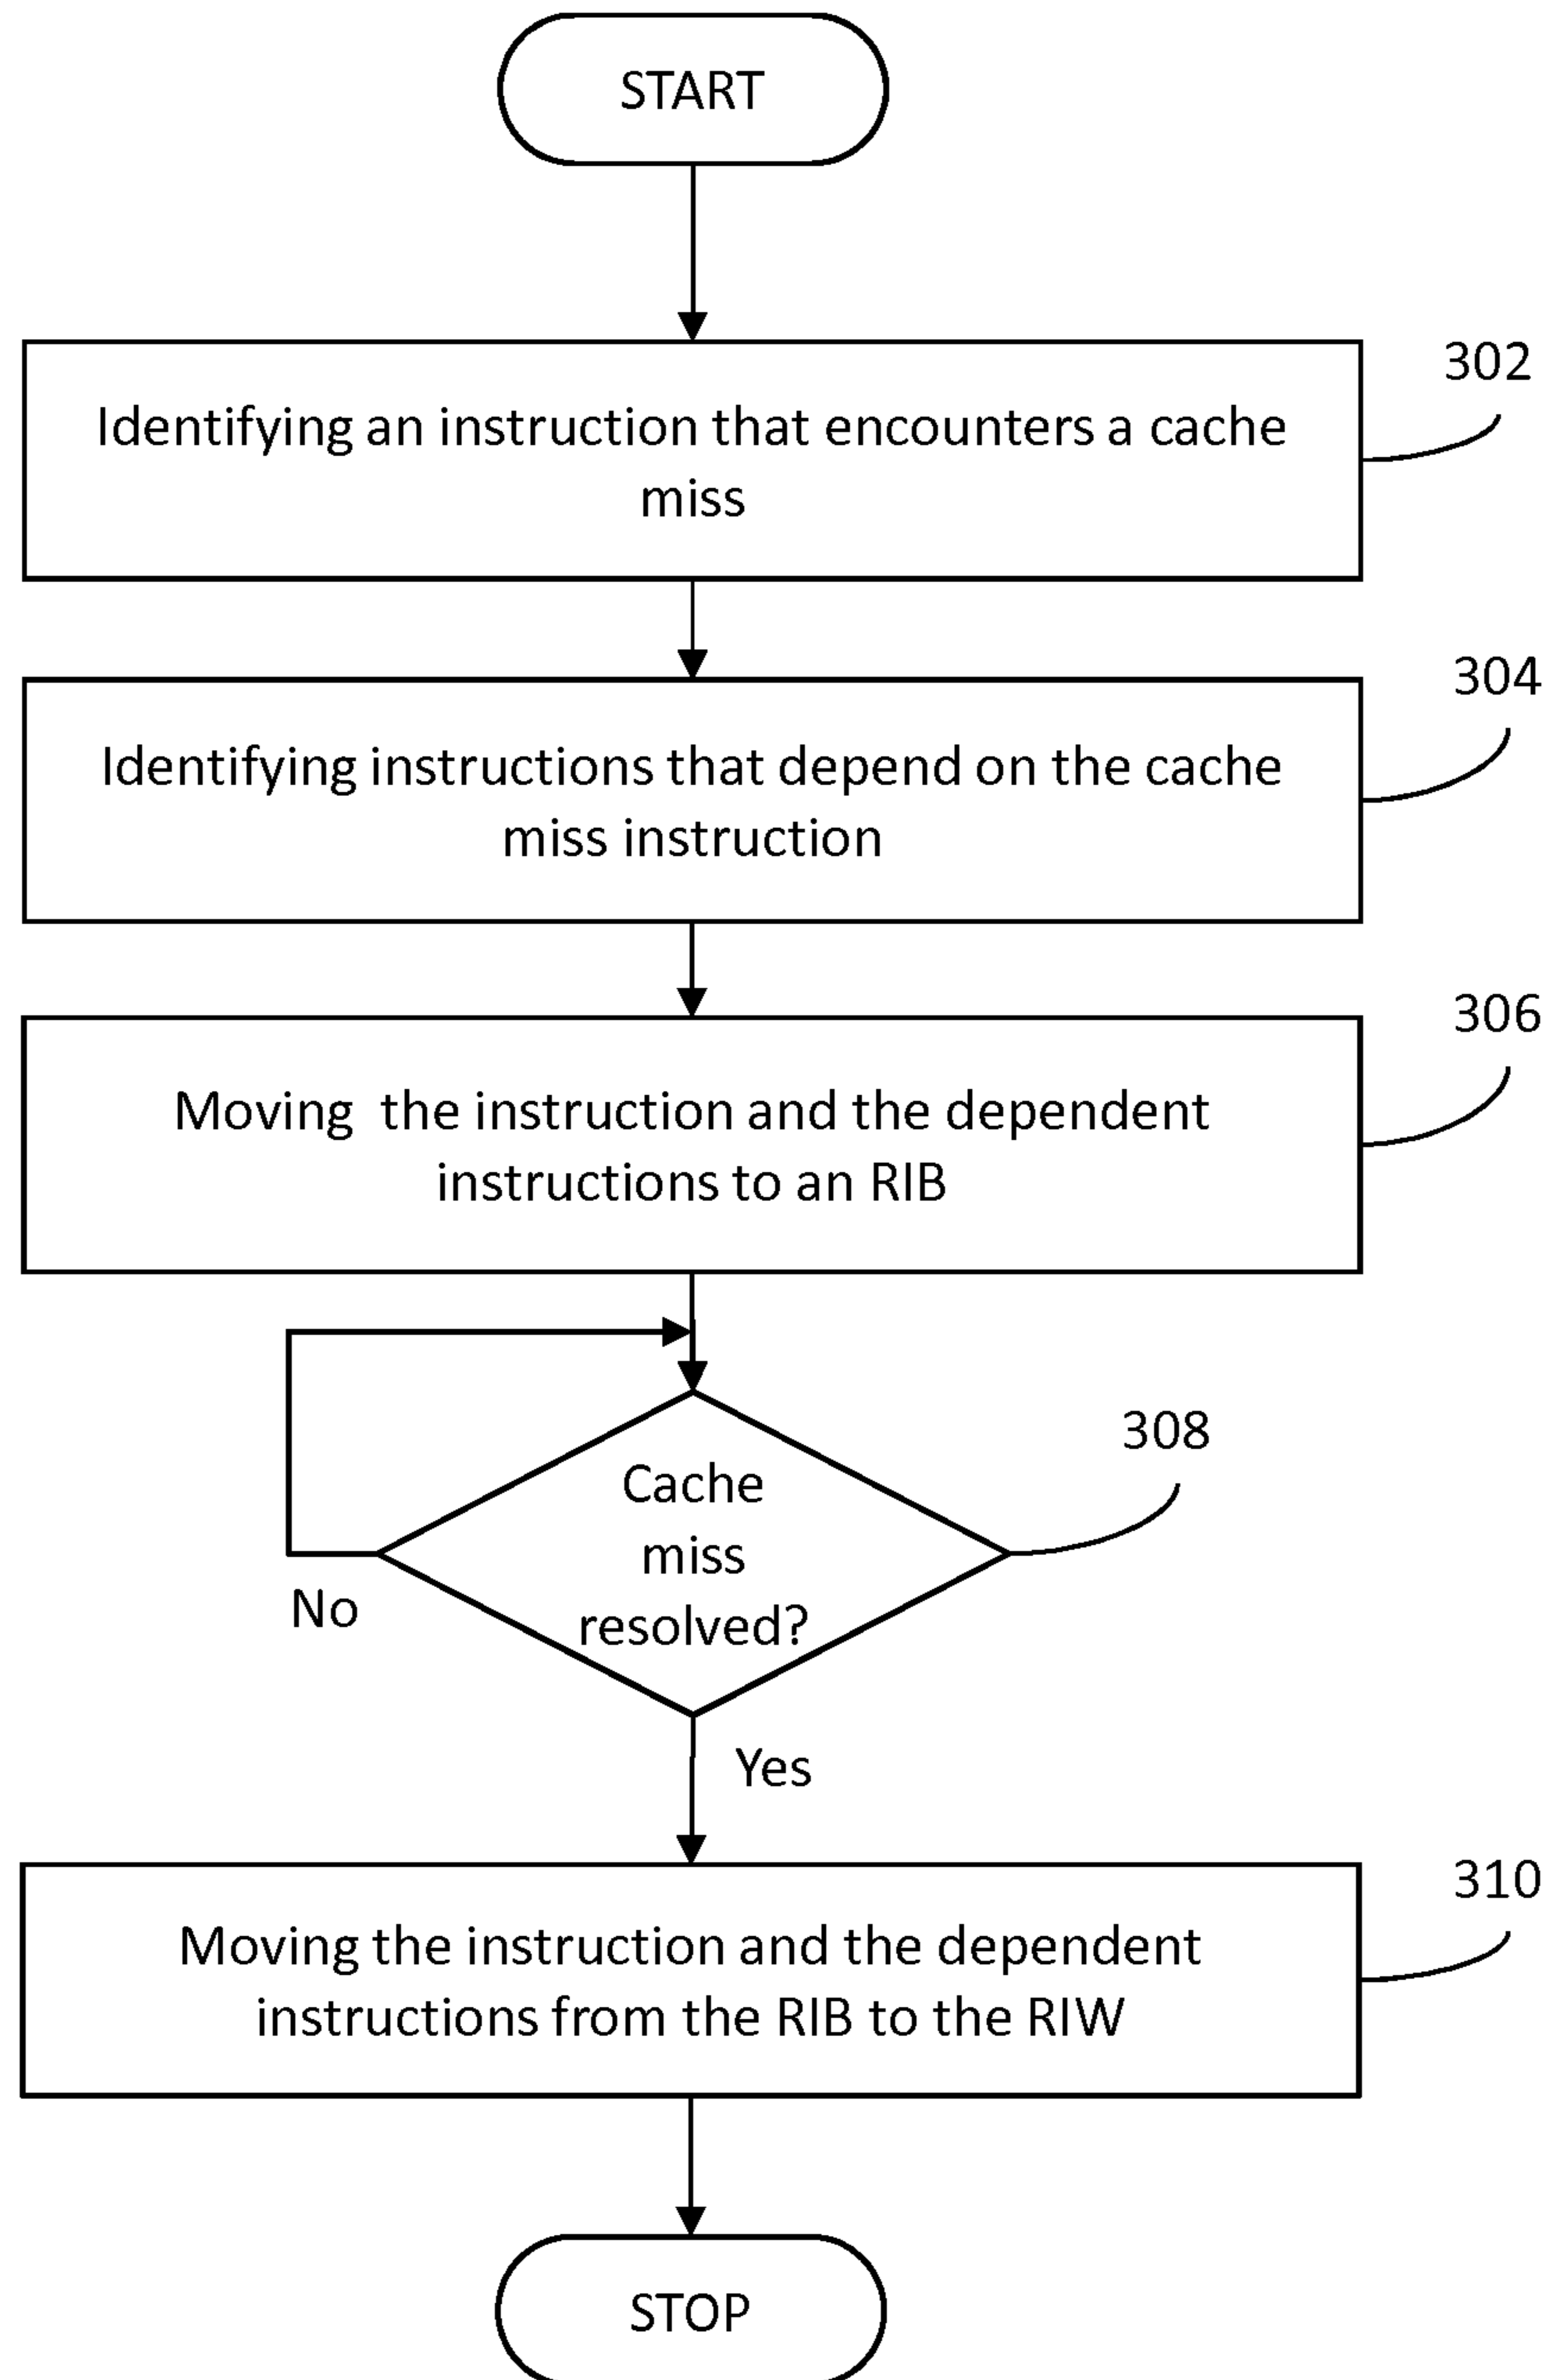 START
302
Identifying an instruction that encounters a cache
miss
304
Identifying instructions that depend on the cache
miss instruction
306
Moving the instruction and the dependent
instructions to an RIB
308
Cache
miss
resolved?
No
Yes
310
Moving the instruction and the dependent
instructions from the RIB to the RIW
STOP